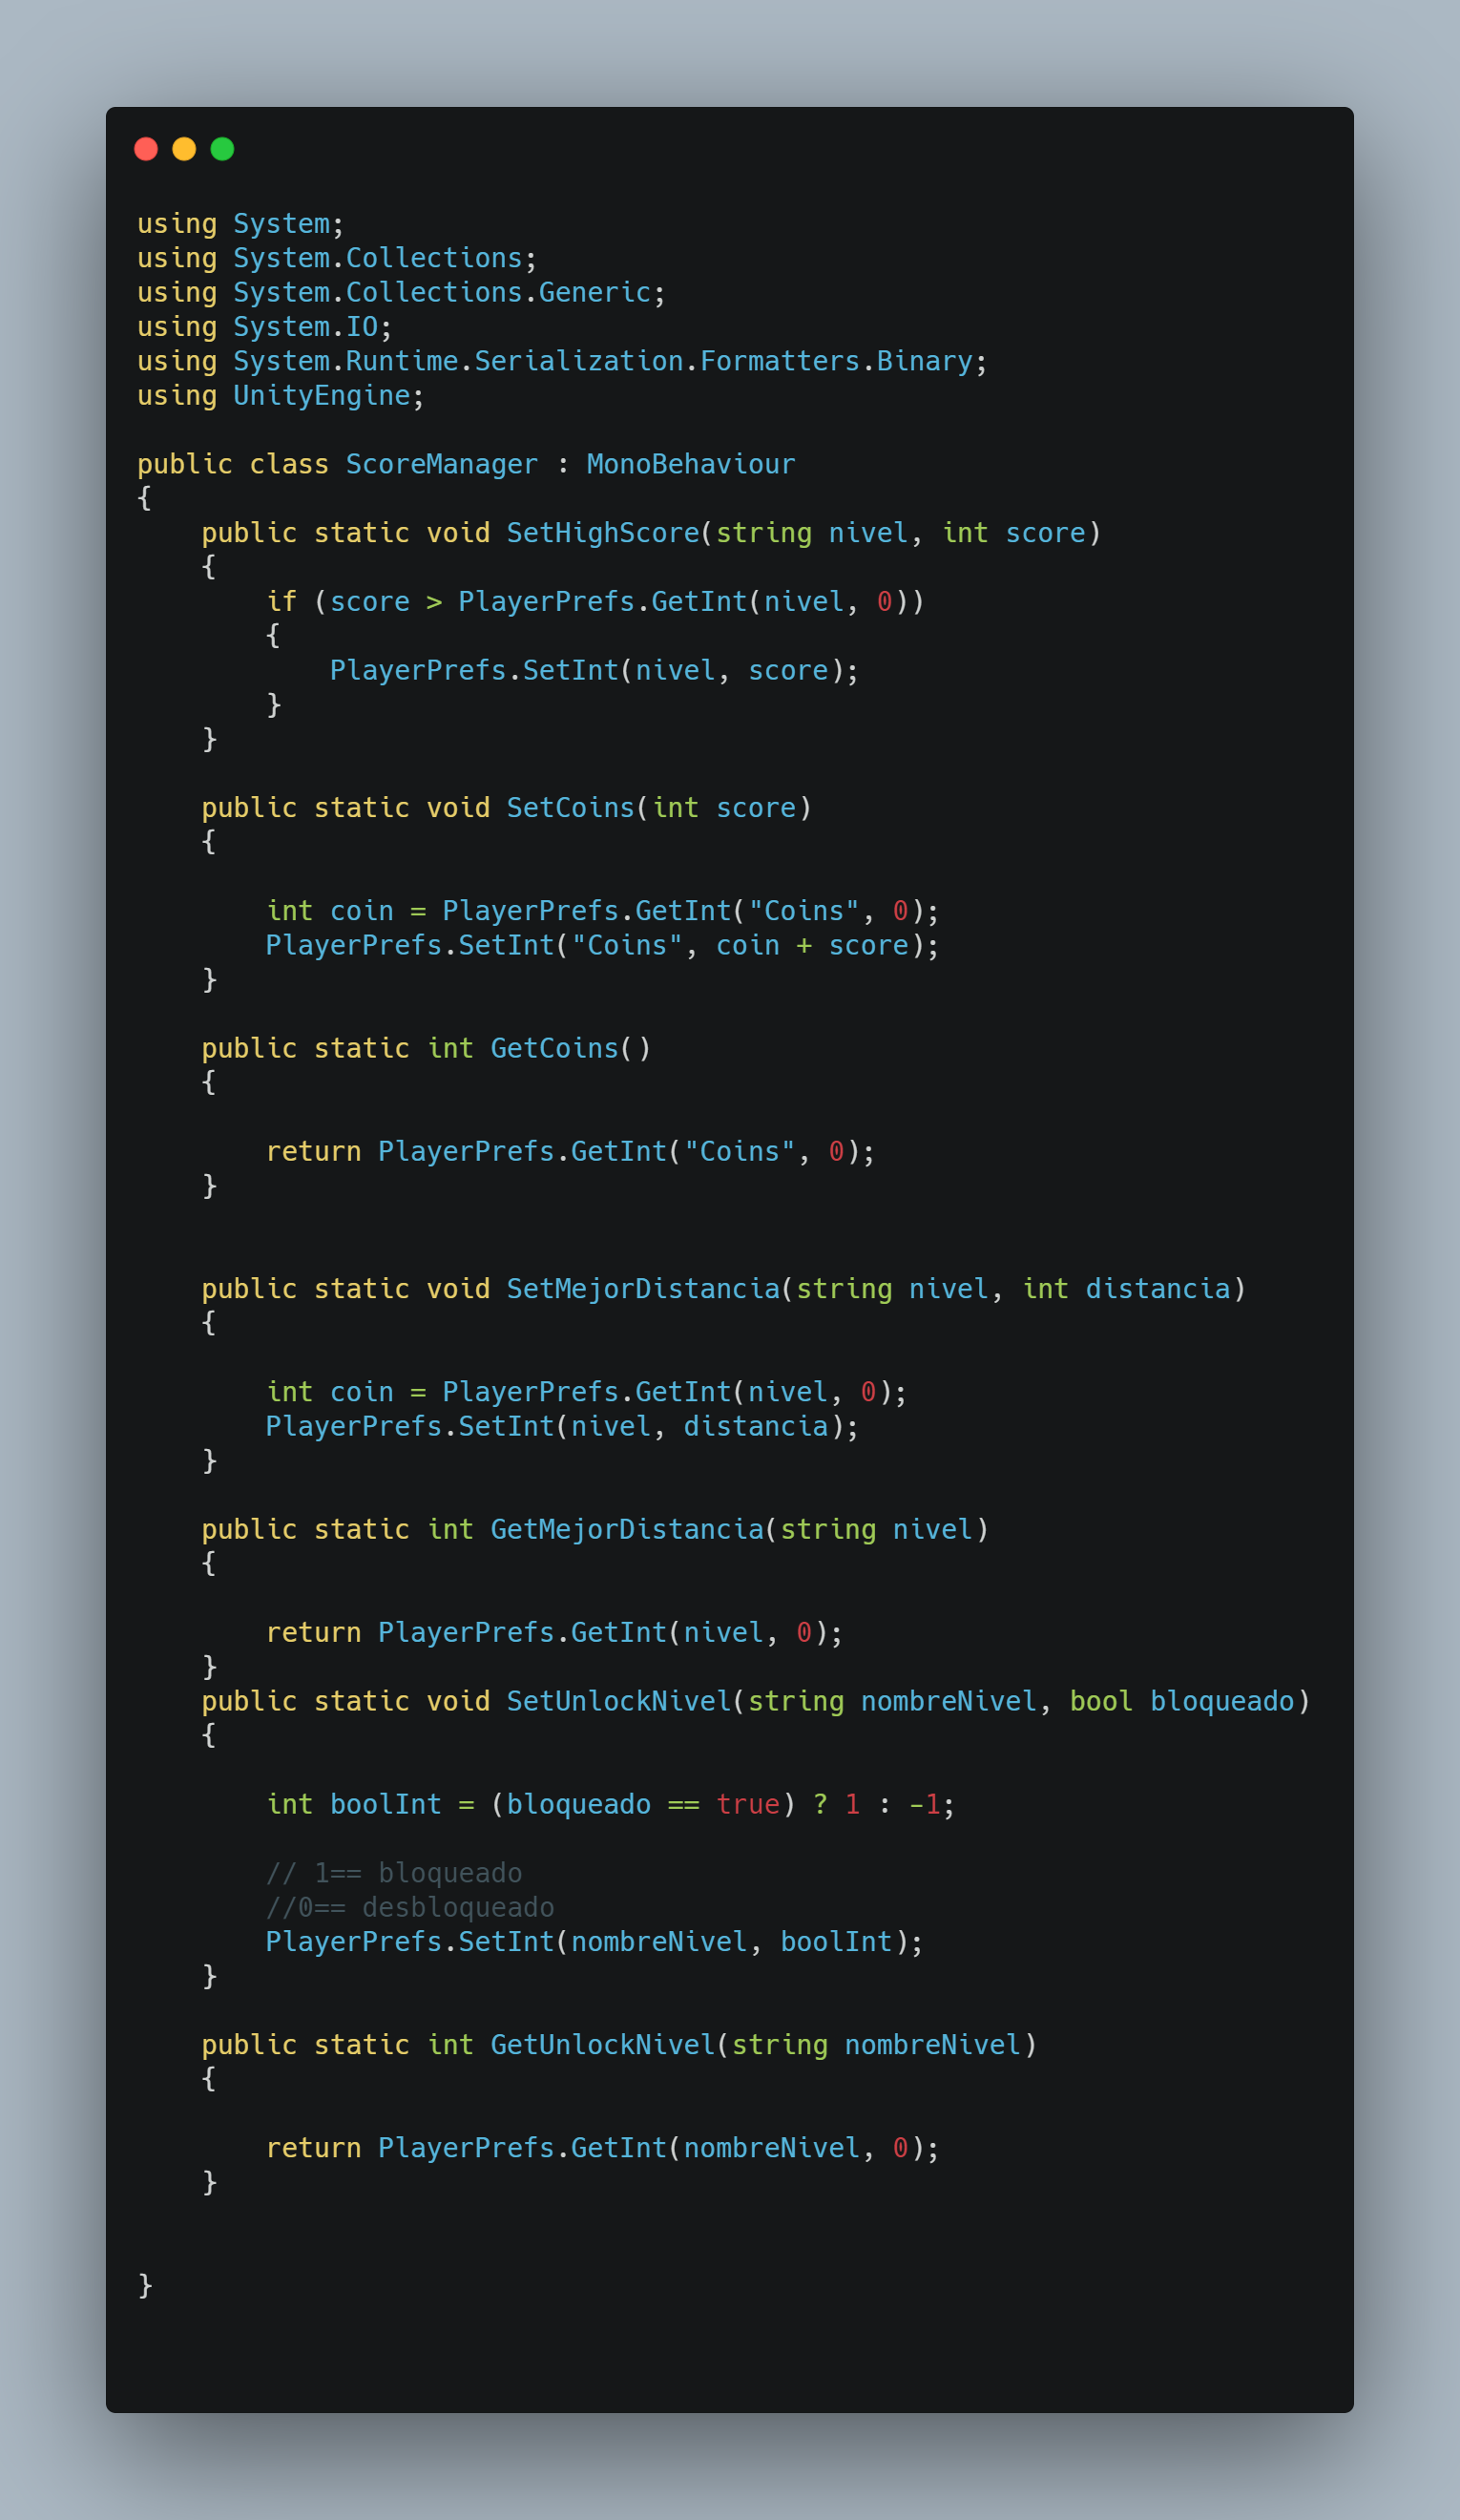 using System;
using System.Collections;
using System.Collections.Generic;
using System.IO;
using System.Runtime.Serialization.Formatters.Binary;
using UnityEngine;

public class ScoreManager : MonoBehaviour
{
    public static void SetHighScore(string nivel, int score)
    {
        if (score > PlayerPrefs.GetInt(nivel, 0))
        {
            PlayerPrefs.SetInt(nivel, score);
        }
    }

    public static void SetCoins(int score)
    {

        int coin = PlayerPrefs.GetInt("Coins", 0);
        PlayerPrefs.SetInt("Coins", coin + score);
    }

    public static int GetCoins()
    {

        return PlayerPrefs.GetInt("Coins", 0);
    }


    public static void SetMejorDistancia(string nivel, int distancia)
    {

        int coin = PlayerPrefs.GetInt(nivel, 0);
        PlayerPrefs.SetInt(nivel, distancia);
    }

    public static int GetMejorDistancia(string nivel)
    {

        return PlayerPrefs.GetInt(nivel, 0);
    }
    public static void SetUnlockNivel(string nombreNivel, bool bloqueado)
    {

        int boolInt = (bloqueado == true) ? 1 : -1;

        // 1== bloqueado
        //0== desbloqueado
        PlayerPrefs.SetInt(nombreNivel, boolInt);
    }

    public static int GetUnlockNivel(string nombreNivel)
    {

        return PlayerPrefs.GetInt(nombreNivel, 0);
    }


}